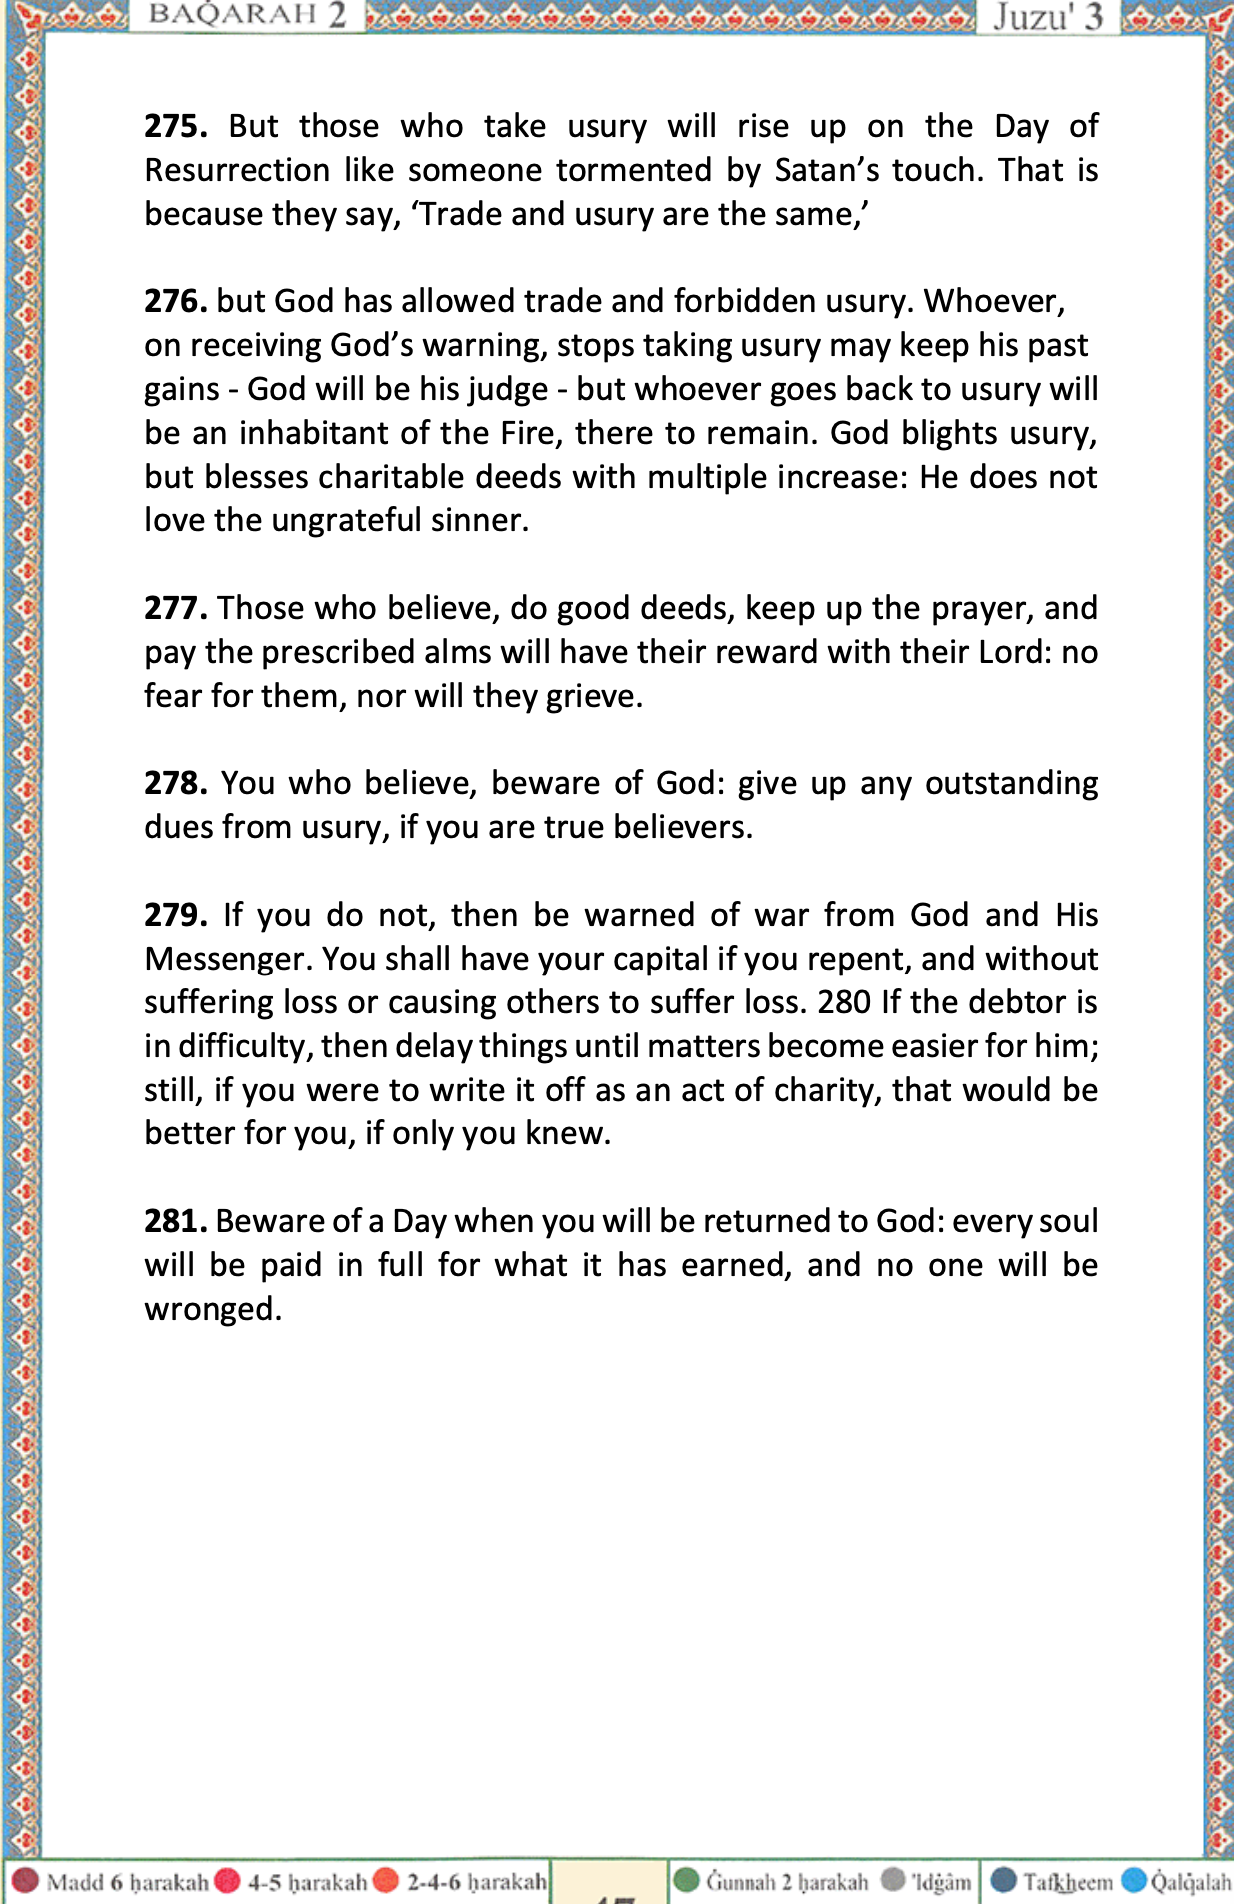 BAQARAH 2
Juzu' 3
275. But those who take usury will rise up on the Day of
Resurrection like someone tormented by Satan’s touch. That is
because they say, ‘Trade and usury are the same,’
276. but God has allowed trade and forbidden usury. Whoever,
on receiving God’s warning, stops taking usury may keep his past
gains - God will be his judge - but whoever goes back to usury will
be an inhabitant of the Fire, there to remain. God blights usury,
but blesses charitable deeds with multiple increase: He does not
love the ungrateful sinner.
277. Those who believe, do good deeds, keep up the prayer, and
pay the prescribed alms will have their reward with their Lord: no
fear for them, nor will they grieve.
278. You who believe, beware of God: give up any outstanding
dues from usury, if you are true believers.
279. If you do not, then be warned of war from God and His
Messenger. You shall have your capital if you repent, and without
suffering loss or causing others to suffer loss. 280 If the debtor is
in difficulty, then delay things until matters become easier for him;
still, if you were to write it off as an act of charity, that would be
better for you, if only you knew.
281. Beware of a Day when you will be returned to God: every soul
will be paid in full for what it has earned, and no one will be
wronged.
Madd 6 ḥarakah 4-5 ḥarakah 2-4-6 ḥarakah Ġunnah 2 ḥarakah 'Idġâm Tafkheem Q̇alq̇alah